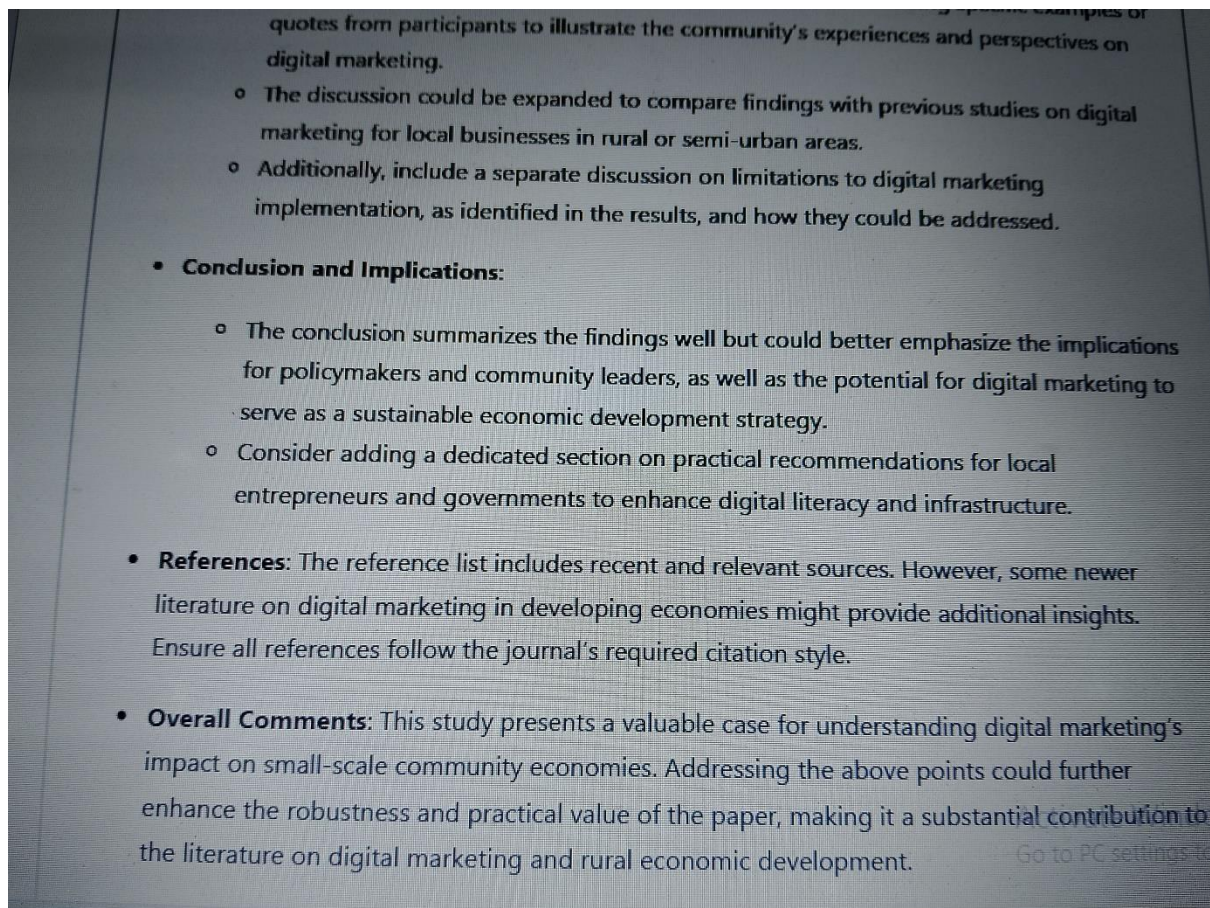 examples of
quotes from participants to illustrate the community's experiences and perspectives on
digital marketing.
o The discussion could be expanded to compare findings with previous studies on digital
marketing for local businesses in rural or semi-urban areas.
o Additionally, include a separate discussion on limitations to digital marketing
implementation, as identified in the results, and how they could be addressed.
• Conclusion and Implications:
o The conclusion summarizes the findings well but could better emphasize the implications
for policymakers and community leaders, as well as the potential for digital marketing to
serve as a sustainable economic development strategy.
o Consider adding a dedicated section on practical recommendations for local
entrepreneurs and governments to enhance digital literacy and infrastructure.
• References: The reference list includes recent and relevant sources. However, some newer
literature on digital marketing in developing economies might provide additional insights.
Ensure all references follow the journal's required citation style.
• Overall Comments: This study presents a valuable case for understanding digital marketing's
impact on small-scale community economies. Addressing the above points could further
enhance the robustness and practical value of the paper, making it a substantial contribution to
the literature on digital marketing and rural economic development.
Go to PC settings to